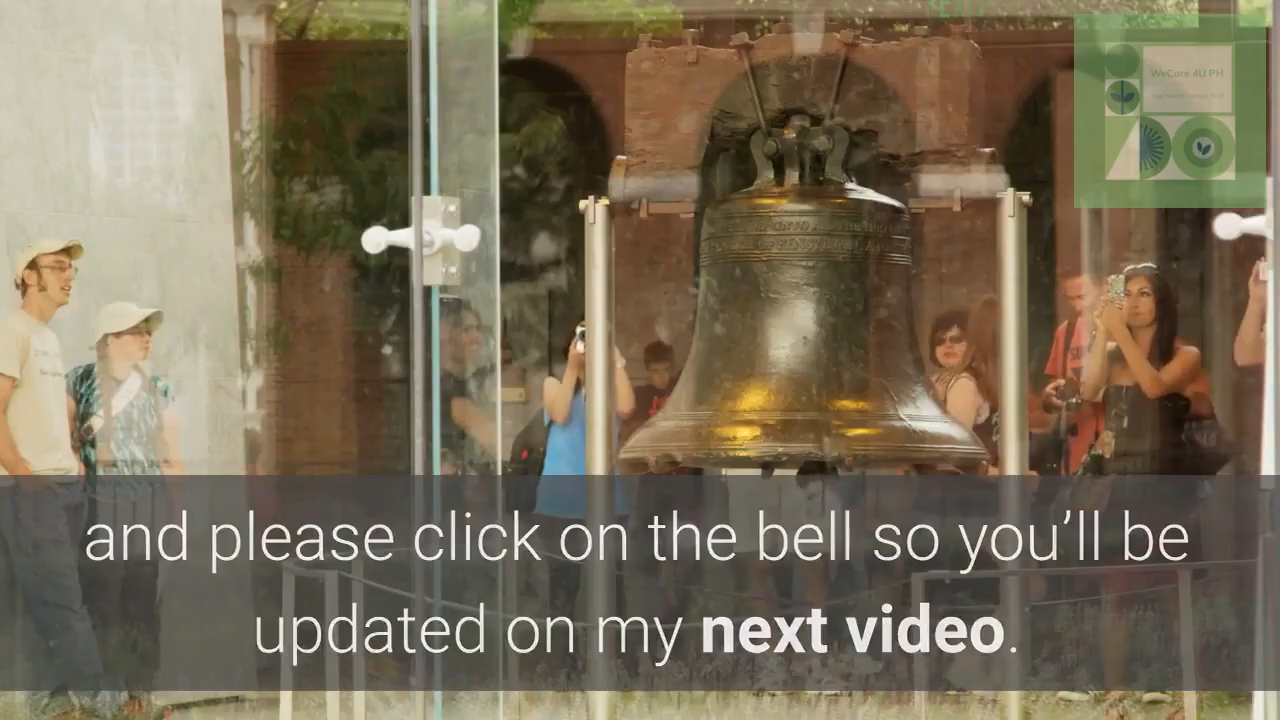 WeCare 4U PH
and please click on the bell so you’ll be
updated on my next video.